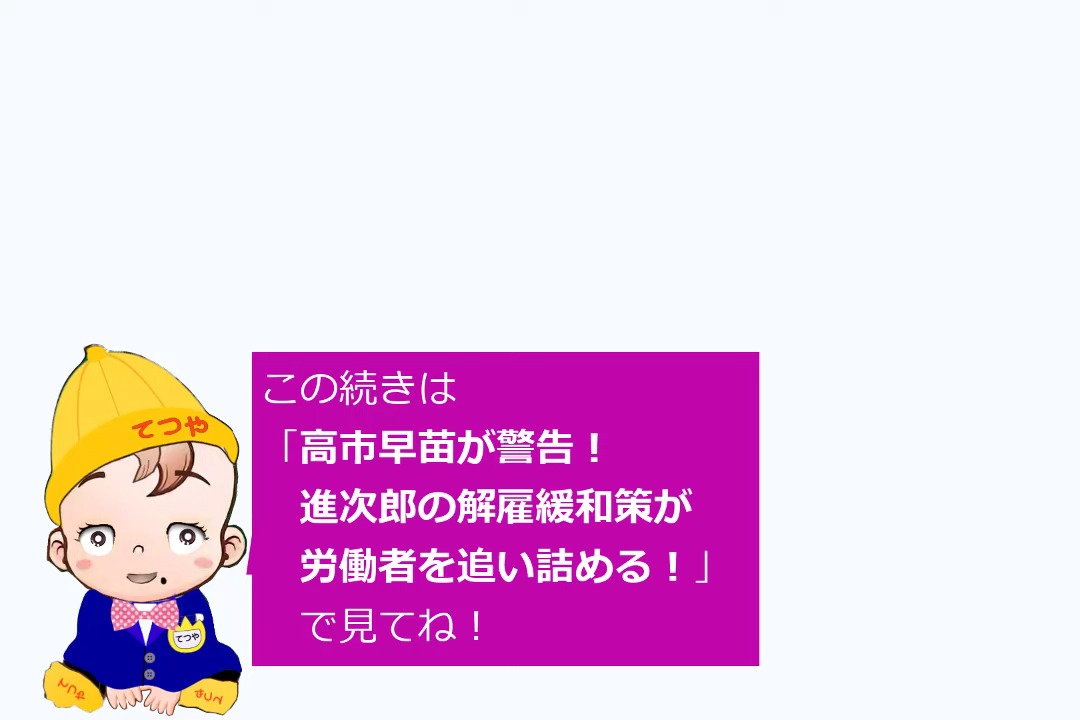 てつや
この続きは
「高市早苗が警告！
進次郎の解雇緩和策が
労働者を追い詰める！」
で見てね！
てつや